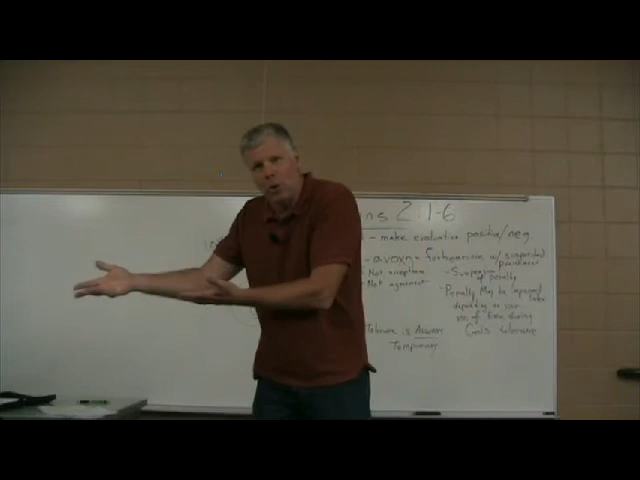 ns 2:1-6
- make evaluation positive/neg
- avoxn = forbearance w/ suspended
Not acceptance - Suspension
of penalty
Not agreement - Penalty May be imposed
later
depending on your
use of time during
Tolerance is Always God's tolerance
Temporary